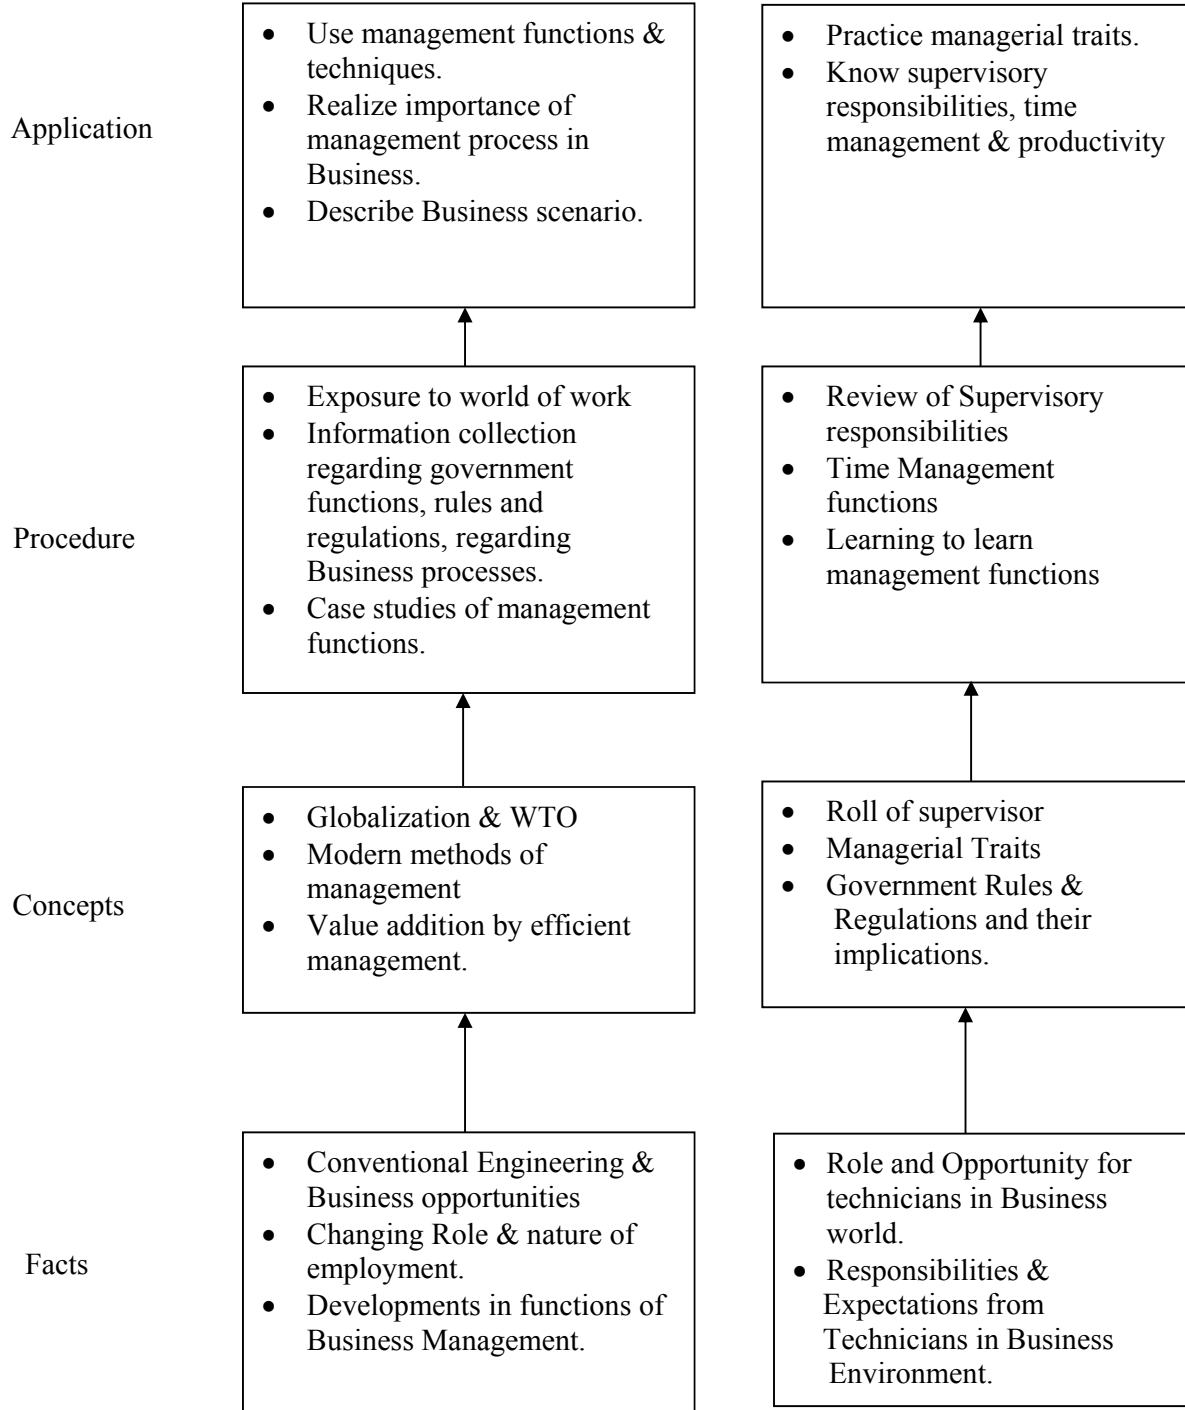 Application
• Use management functions &
techniques.
• Realize importance of
management process in
Business.
• Describe Business scenario.
• Practice managerial traits.
• Know supervisory
responsibilities, time
management & productivity
Procedure
• Exposure to world of work
• Information collection
regarding government
functions, rules and
regulations, regarding
Business processes.
• Case studies of management
functions.
• Review of Supervisory
responsibilities
• Time Management
functions
• Learning to learn
management functions
Concepts
• Globalization & WTO
• Modern methods of
management
• Value addition by efficient
management.
• Roll of supervisor
• Managerial Traits
• Government Rules &
Regulations and their
implications.
Facts
• Conventional Engineering &
Business opportunities
• Changing Role & nature of
employment.
• Developments in functions of
Business Management.
• Role and Opportunity for
technicians in Business
world.
• Responsibilities &
Expectations from
Technicians in Business
Environment.